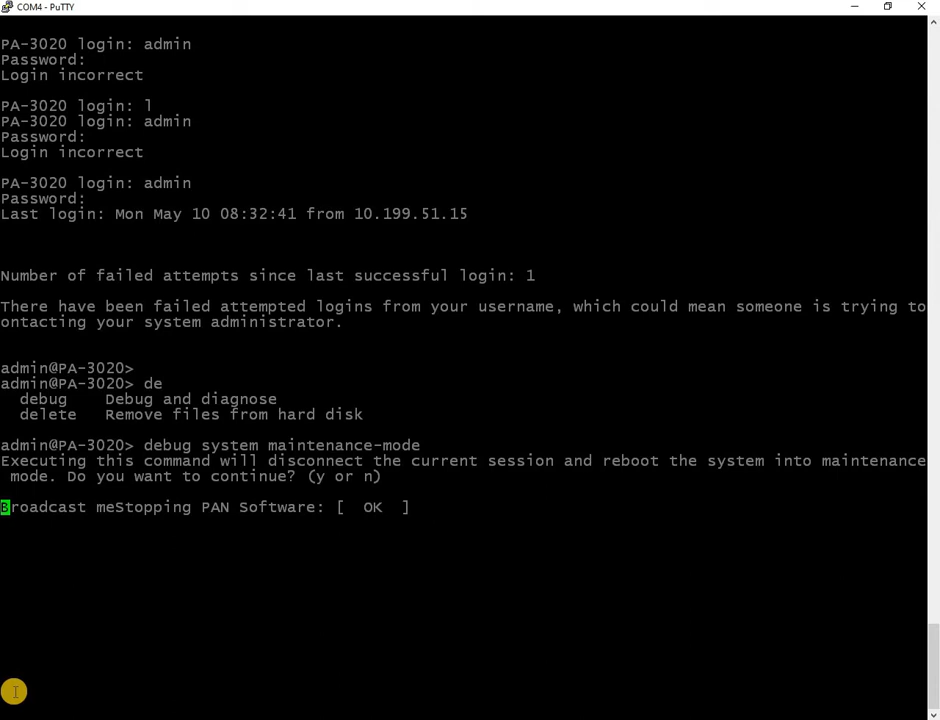 COM4 - PuTTY
PA-3020 login: admin
Password:
Login incorrect
PA-3020 login: l
PA-3020 login: admin
Password:
Login incorrect
PA-3020 login: admin
Password:
Last login: Mon May 10 08:32:41 from 10.199.51.15
Number of failed attempts since last successful login: 1
There have been failed attempted logins from your username, which could mean someone is trying to
ontacting your system administrator.
admin@PA-3020>
admin@PA-3020> de
debug    Debug and diagnose
delete   Remove files from hard disk
admin@PA-3020> debug system maintenance-mode
Executing this command will disconnect the current session and reboot the system into maintenance
mode. Do you want to continue? (y or n)
Broadcast meStopping PAN Software: [  OK  ]